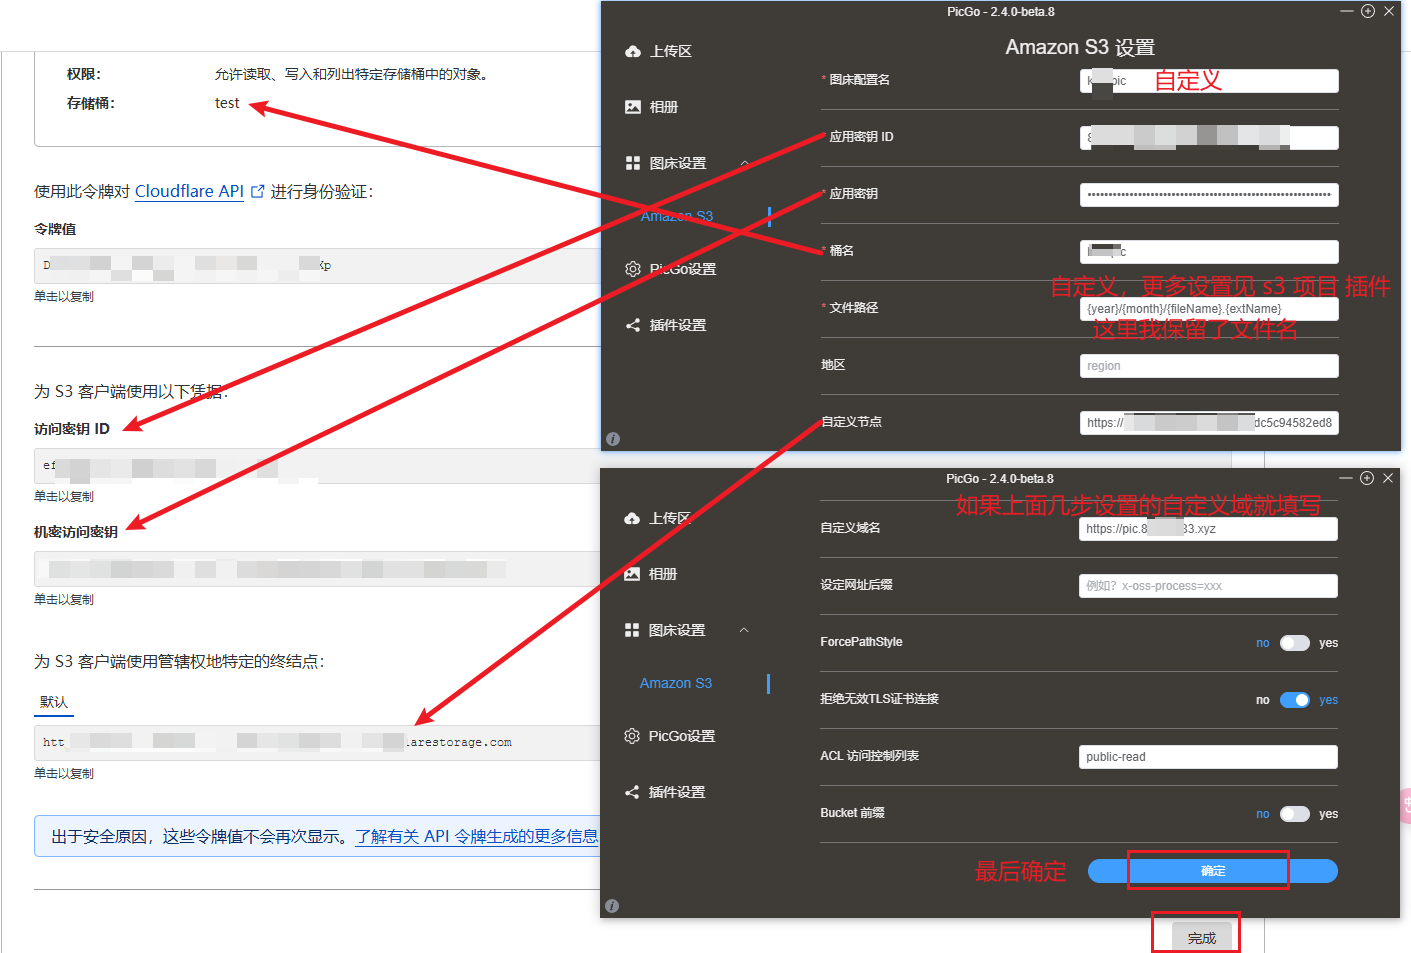 权限：
允许读取、写入和列出特定存储桶中的对象。
存储桶：
test
使用此令牌对 Cloudflare API 进行身份验证：
令牌值
单击以复制
为 S3 客户端使用以下凭据：
访问密钥 ID
单击以复制
机密访问密钥
单击以复制
为 S3 客户端使用管辖权地特定的终结点：
默认
htt
larestorage.com
单击以复制
出于安全原因，这些令牌值不会再次显示。了解有关 API 令牌生成的更多信息
完成
PicGo - 2.4.0-beta.8
上传区
相册
图床设置
Amazon S3
PicGo设置
插件设置
Amazon S3 设置
* 图床配置名
自定义
* 应用密钥 ID
* 应用密钥
* 桶名
自定义，更多设置见 s3 项目 插件
* 文件路径
{year}/{month}/{fileName}.{extName}
这里我保留了文件名
地区
region
自定义节点
https://
dc5c94582ed8
PicGo - 2.4.0-beta.8
上传区
相册
图床设置
Amazon S3
PicGo设置
插件设置
如果上面几步设置的自定义域就填写
自定义域名
https://pic.8
33.xyz
设定网址后缀
例如？x-oss-process=xxx
ForcePathStyle
no
yes
拒绝无效TLS证书连接
no
yes
ACL 访问控制列表
public-read
Bucket 前缀
no
yes
最后确定
确定